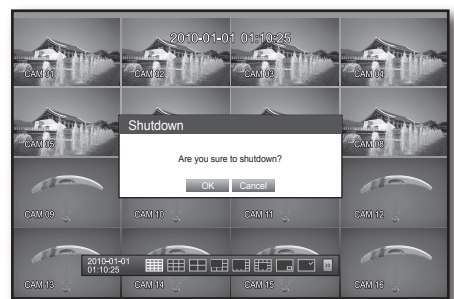 2010-01-01 01:10:25
CAM 01
CAM 02
CAM 03
CAM 04
CAM 05
CAM 08
Shutdown
Are you sure to shutdown?
OK
Cancel
CAM 09
CAM 10
CAM 11
CAM 12
2010-01-01
01:10:25
CAM 13
CAM 14
CAM 15
CAM 16